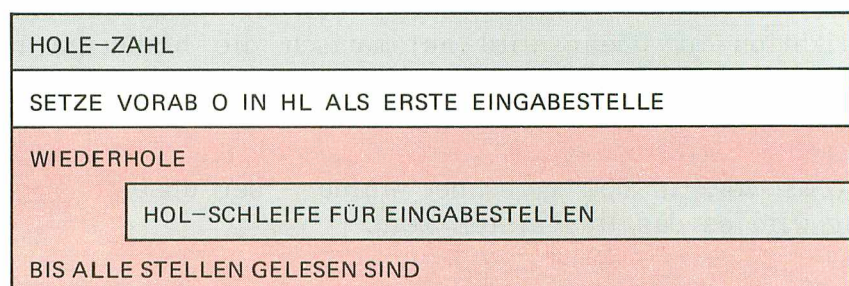 HOLE-ZAHL
SETZE VORAB O IN HL ALS ERSTE EINGABESTELLE
WIEDERHOLE
HOL-SCHLEIFE FÜR EINGABESTELLEN
BIS ALLE STELLEN GELESEN SIND